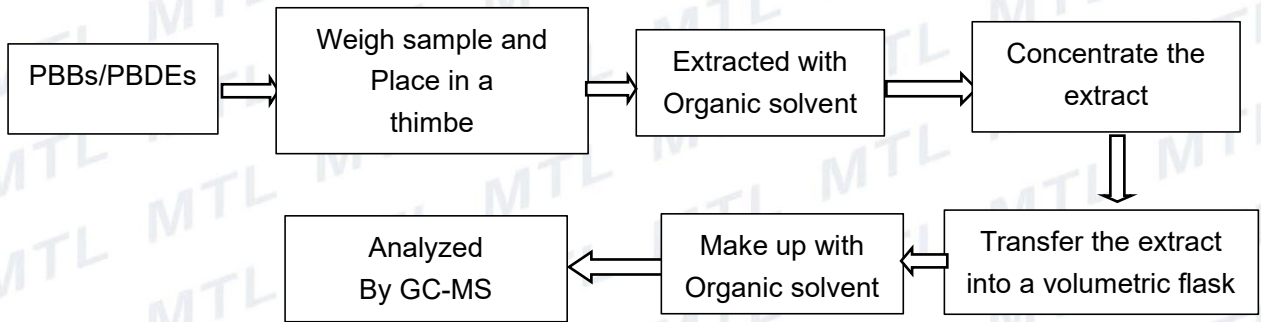 PBBs/PBDEs
Weigh sample and
Place in a
thimbe
Extracted with
Organic solvent
Concentrate the
extract
Transfer the extract
into a volumetric flask
Make up with
Organic solvent
Analyzed
By GC-MS
MTL